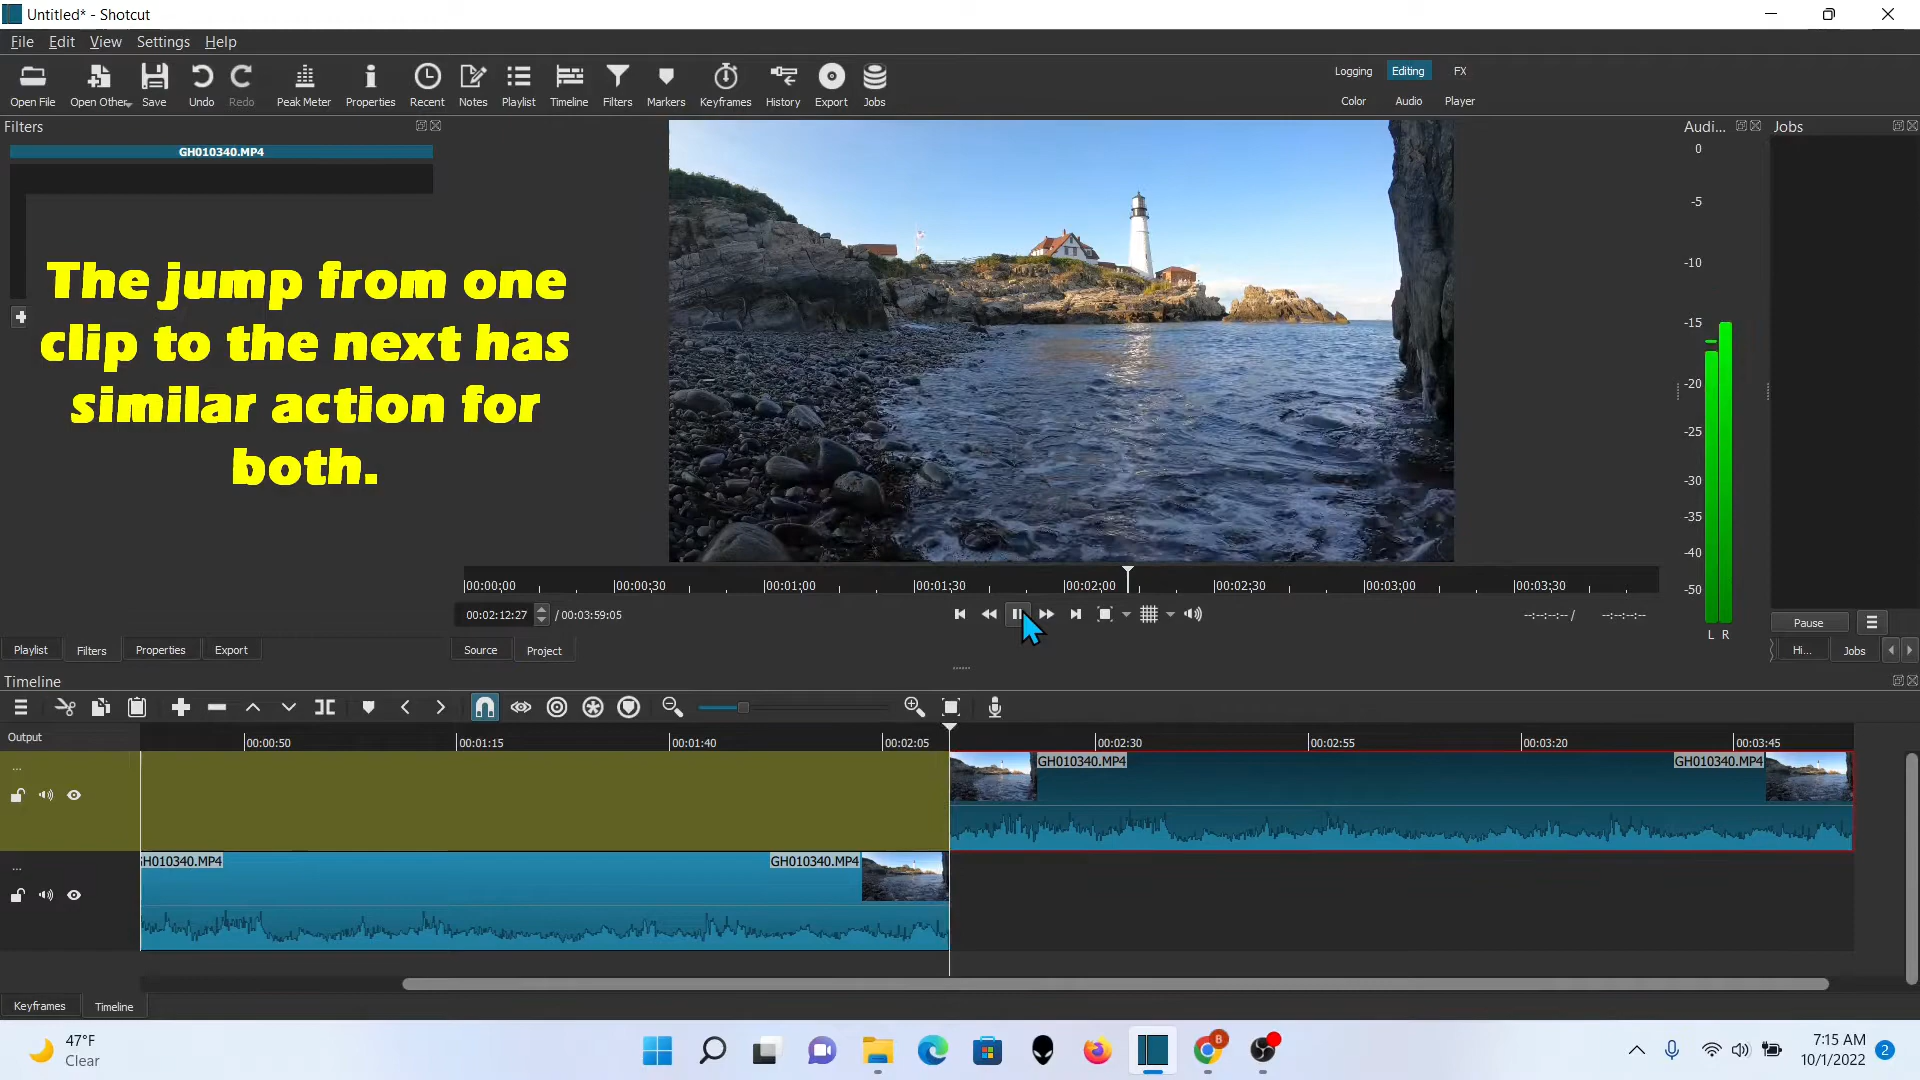 Untitled* - Shotcut
File Edit View Settings Help
Open File Open Other Save Undo Redo Peak Meter Properties Recent Notes Playlist Timeline Filters Markers Keyframes History Export Jobs
Logging Editing FX
Color Audio Player
Filters
Audi... Jobs
GH010340.MP4
The jump from one
clip to the next has
similar action for
both.
0
-5
-10
-15
-20
-25
-30
-35
-40
-50
L R
00:00:00 00:00:30 00:01:00 00:01:30 00:02:00 00:02:30 00:03:00 00:03:30
00:02:12:27 / 00:03:59:05 --:--:--:-- / --:--:--:--
Pause
Playlist Filters Properties Export Source Project Hi... Jobs
Timeline
Output 00:00:50 00:01:15 00:01:40 00:02:05 00:02:30 00:02:55 00:03:20 00:03:45
... GH010340.MP4 GH010340.MP4
... H010340.MP4 GH010340.MP4
Keyframes Timeline
47°F
Clear
8
7:15 AM
10/1/2022
2